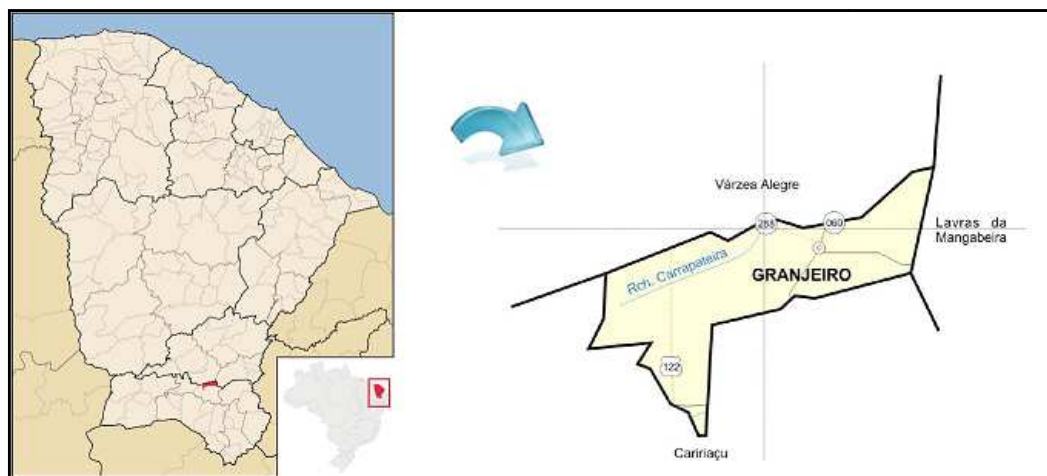 Várzea Alegre
Lavras da
Mangabeira
288
060
C
Rch. Carrapateira
GRANJEIRO
122
Caririaçu